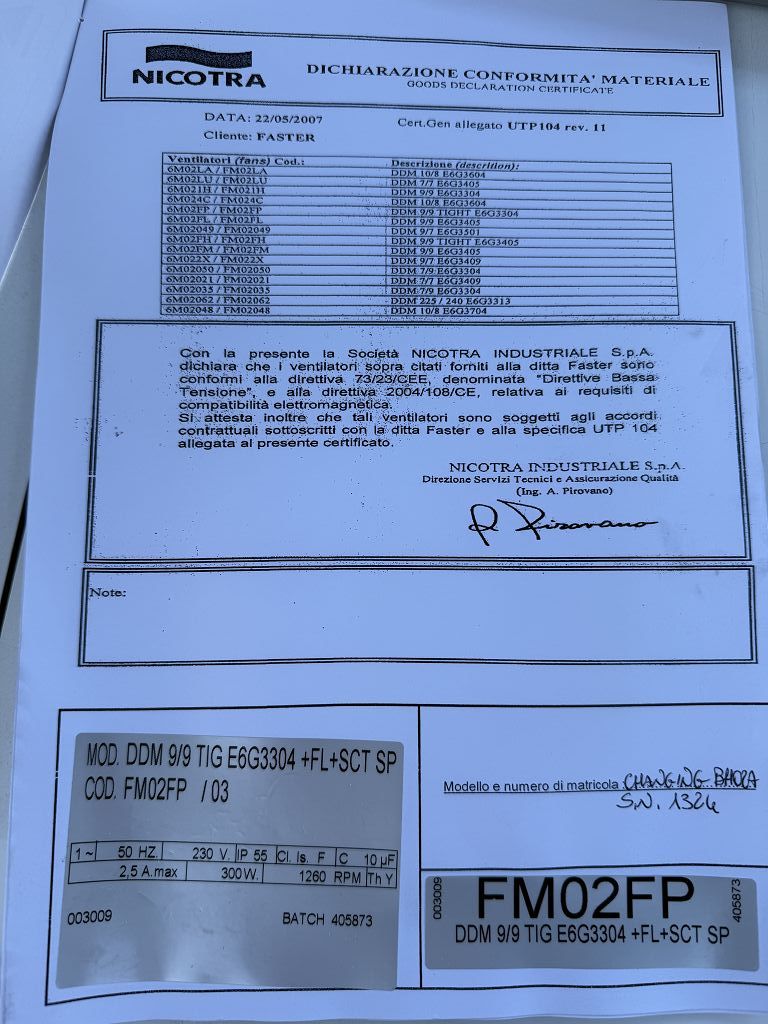 NICOTRA
DICHIARAZIONE CONFORMITA' MATERIALE
GOODS DECLARATION CERTIFICATE
DATA: 22/05/2007
Cert.Gen allegato UTP104 rev. 11
Cliente: FASTER
Ventilatori (fans) Cod.: Descrizione (descrition):
6M02LA / FM02LA DDM 10/8 E6G3604
6M02LU / FM02LU DDM 7/7 E6G3405
6M021H / FM021H DDM 9/9 E6G3304
6M024C / FM024C DDM 10/8 E6G3604
6M02FP / FM02FP DDM 9/9 TIGHT E6G3304
6M02FL / FM02FL DDM 9/9 E6G3405
6M02049 / FM02049 DDM 9/7 E6G3501
6M02FH / FM02FH DDM 9/9 TIGHT E6G3405
6M02FM / FM02FM DDM 9/9 E6G3405
6M022X / FM022X DDM 9/7 E6G3409
6M02050 / FM02050 DDM 7/9 E6G3304
6M02021 / FM02021 DDM 7/7 E6G3409
6M02035 / FM02035 DDM 7/9 E6G3304
6M02062 / FM02062 DDM 225 / 240 E6G3313
6M02048 / FM02048 DDM 10/8 E6G3704
Con la presente la Società NICOTRA INDUSTRIALE S.p.A.
dichiara che i ventilatori sopra citati forniti alla ditta Faster sono
conformi alla direttiva 73/23/CEE, denominata "Direttive Bassa
Tensione", e alla direttiva 2004/108/CE, relativa ai requisiti di
compatibilità elettromagnetica.
Si attesta inoltre che tali ventilatori sono soggetti agli accordi
contrattuali sottoscritti con la ditta Faster e alla specifica UTP 104
allegata al presente certificato.
NICOTRA INDUSTRIALE S.p.A.
Direzione Servizi Tecnici e Assicurazione Qualità
(Ing. A. Pirovano)
Note:
MOD. DDM 9/9 TIG E6G3304 +FL+SCT SP
COD. FM02FP / 03
1 ~ 50 HZ. 230 V. IP 55 Cl. Is. F C 10 µF
2,5 A.max 300W. 1260 RPM Th Y
003009 BATCH 405873
Modello e numero di matricola CHANGING BH02A
S.N. 1324
003009
FM02FP
405873
DDM 9/9 TIG E6G3304 +FL+SCT SP